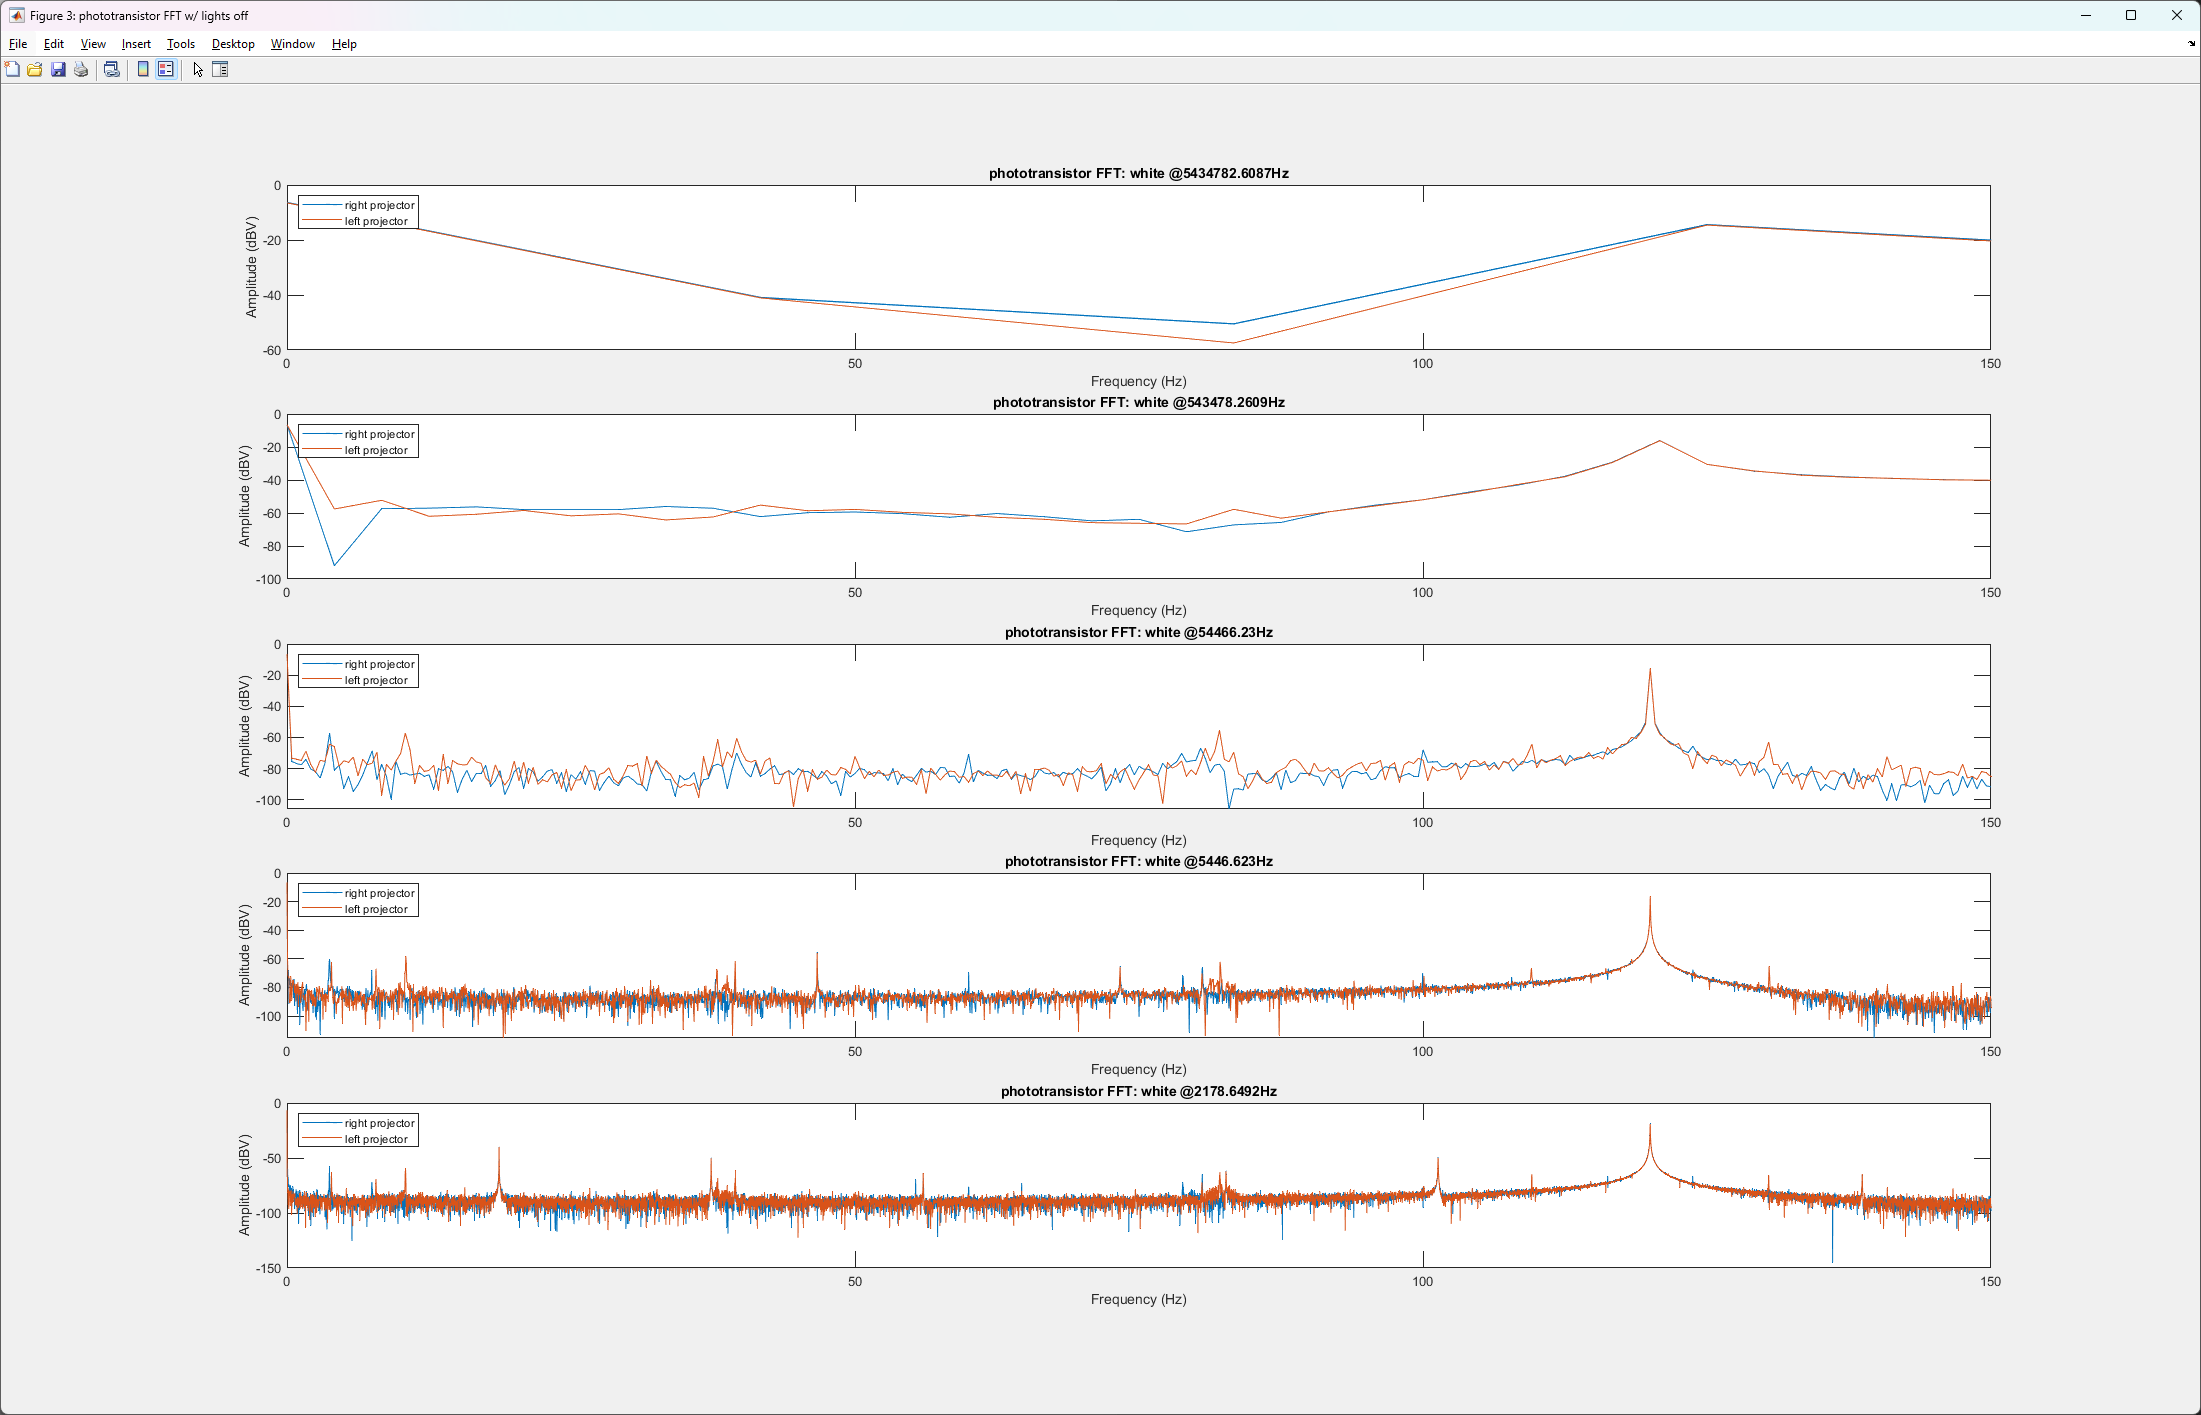 Figure 3: phototransistor FFT w/ lights off
File Edit View Insert Tools Desktop Window Help
phototransistor FFT: white @5434782.6087Hz
right projector
left projector
Amplitude (dBV)
0
-20
-40
-60
0 50 100 150
Frequency (Hz)
phototransistor FFT: white @543478.2609Hz
right projector
left projector
Amplitude (dBV)
0
-20
-40
-60
-80
-100
0 50 100 150
Frequency (Hz)
phototransistor FFT: white @54466.23Hz
right projector
left projector
Amplitude (dBV)
0
-20
-40
-60
-80
-100
0 50 100 150
Frequency (Hz)
phototransistor FFT: white @5446.623Hz
right projector
left projector
Amplitude (dBV)
0
-20
-40
-60
-80
-100
0 50 100 150
Frequency (Hz)
phototransistor FFT: white @2178.6492Hz
right projector
left projector
Amplitude (dBV)
0
-50
-100
-150
0 50 100 150
Frequency (Hz)